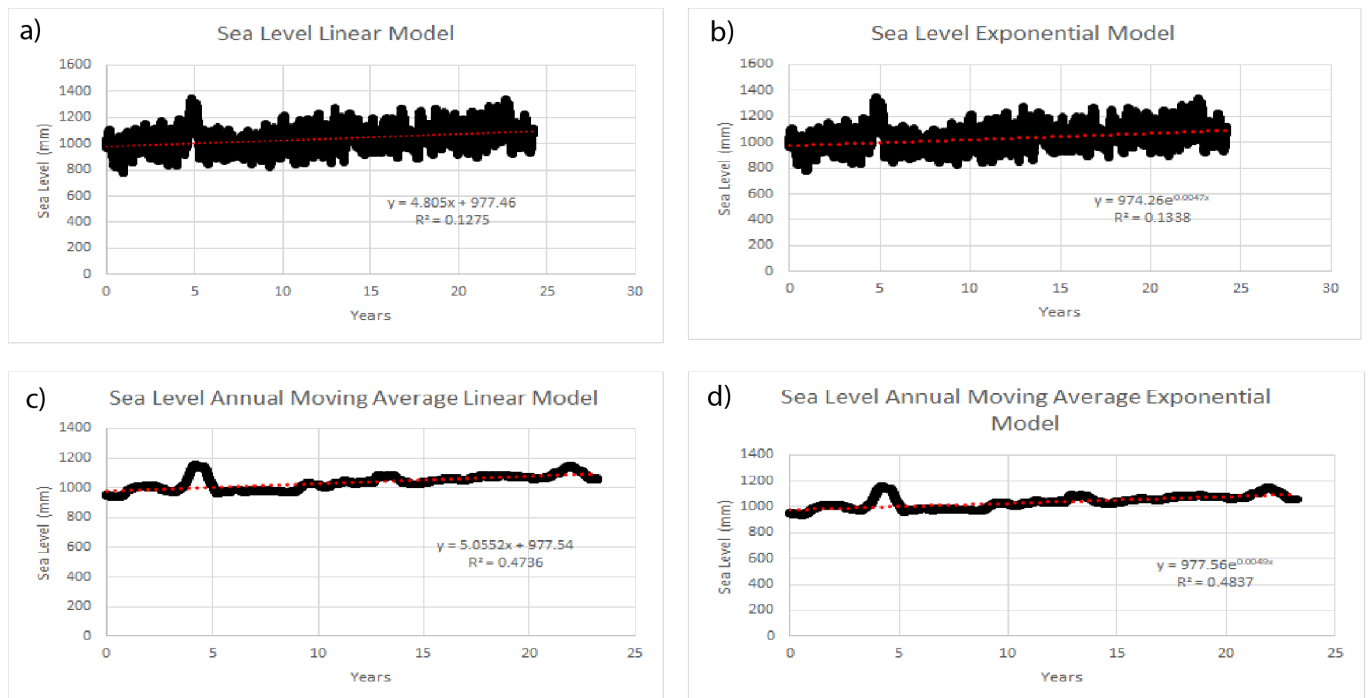 a)
Sea Level Linear Model
1600
1400
1200
1000
800
600
400
200
0
Sea Level (mm)
y = 4.805x + 977.46
R² = 0.1275
0 5 10 15 20 25 30
Years
b)
Sea Level Exponential Model
1600
1400
1200
1000
800
600
400
200
0
Sea Level (mm)
y = 974.26e^0.0047x
R² = 0.1338
0 5 10 15 20 25 30
Years
c)
Sea Level Annual Moving Average Linear Model
1400
1200
1000
800
600
400
200
0
Sea Level (mm)
y = 5.0552x + 977.54
R² = 0.4736
0 5 10 15 20 25
Years
d)
Sea Level Annual Moving Average Exponential
Model
1400
1200
1000
800
600
400
200
0
Sea Level (mm)
y = 977.56e^0.0049x
R² = 0.4837
0 5 10 15 20 25
Years